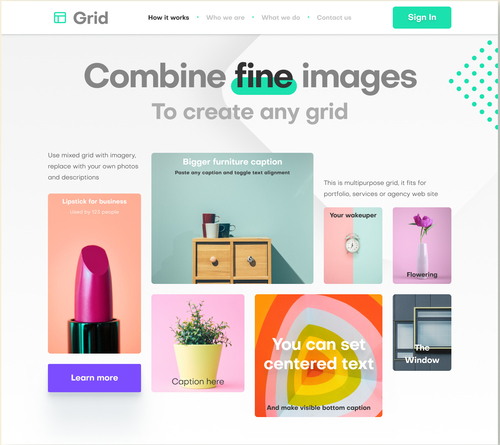 Grid
How it works
Who we are
What we do
Contact us
Sign In
Combine fine images
To create any grid
Use mixed grid with imagery,
replace with your own photos
and descriptions
Lipstick for business
Used by 121 people
Learn more
Bigger furniture caption
Paste any caption and toggle text alignment
This is multipurpose grid, it fits for
portfolio, services or agency web site
Your wakeuper
Flowering
Caption here
You can set
centered text
And make visible bottom caption
The
Window